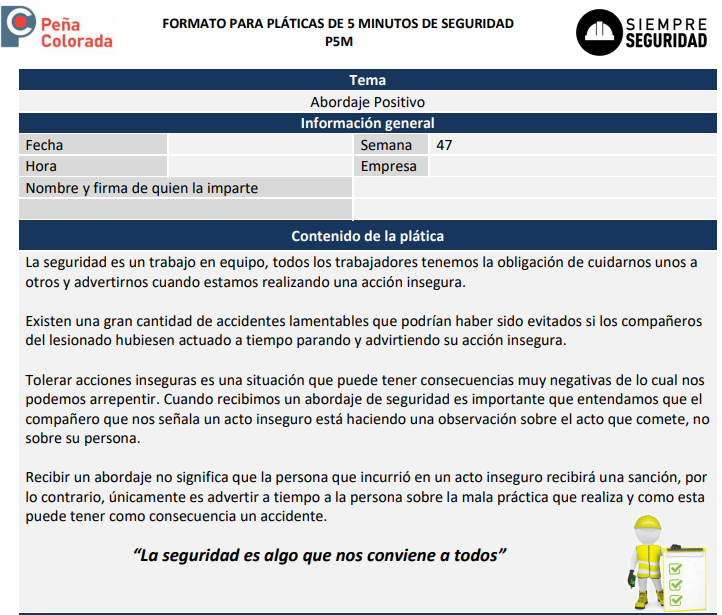 Peña
Colorada
FORMATO PARA PLÁTICAS DE 5 MINUTOS DE SEGURIDAD
P5M
SIEMPRE
SEGURIDAD
Tema
Abordaje Positivo
Información general
Fecha
Semana 47
Hora
Empresa
Nombre y firma de quien la imparte
Contenido de la plática
La seguridad es un trabajo en equipo, todos los trabajadores tenemos la obligación de cuidarnos unos a
otros y advertirnos cuando estamos realizando una acción insegura.
Existen una gran cantidad de accidentes lamentables que podrían haber sido evitados si los compañeros
del lesionado hubiesen actuado a tiempo parando y advirtiendo su acción insegura.
Tolerar acciones inseguras es una situación que puede tener consecuencias muy negativas de lo cual nos
podemos arrepentir. Cuando recibimos un abordaje de seguridad es importante que entendamos que el
compañero que nos señala un acto inseguro está haciendo una observación sobre el acto que comete, no
sobre su persona.
Recibir un abordaje no significa que la persona que incurrió en un acto inseguro recibirá una sanción, por
lo contrario, únicamente es advertir a tiempo a la persona sobre la mala práctica que realiza y como esta
puede tener como consecuencia un accidente.
“La seguridad es algo que nos conviene a todos”